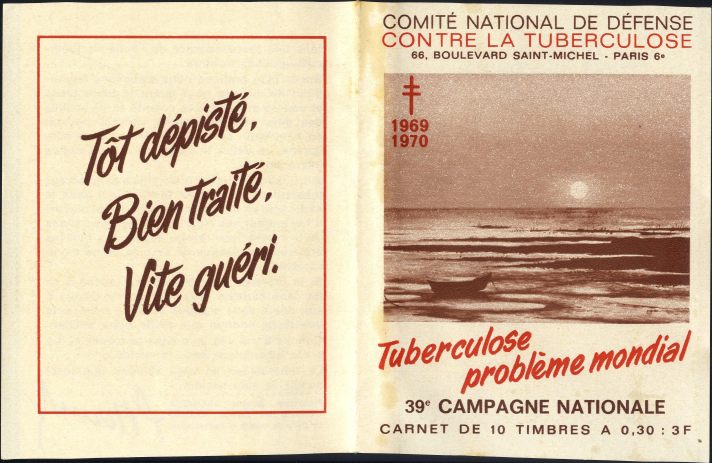 Tôt dépisté,
Bien traité,
Vite guéri.
COMITÉ NATIONAL DE DÉFENSE
CONTRE LA TUBERCULOSE
66, BOULEVARD SAINT-MICHEL - PARIS 6e
1969
1970
Tuberculose
problème mondial
39e CAMPAGNE NATIONALE
CARNET DE 10 TIMBRES A 0,30 : 3F